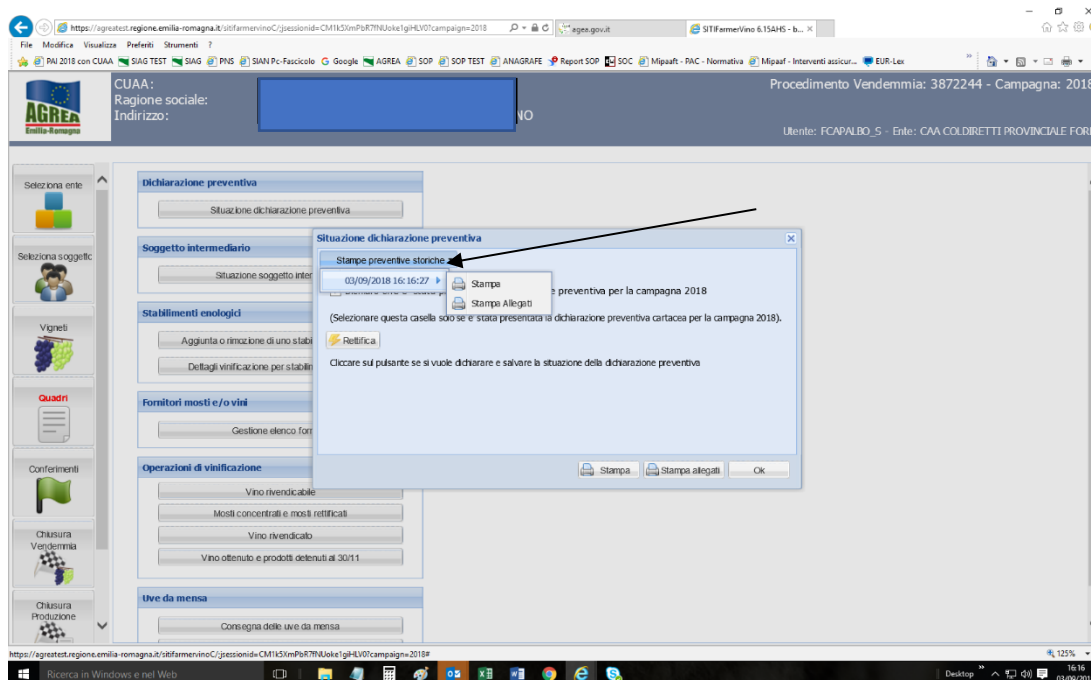 https://agreatest.regione.emilia-romagna.it/sitifarmervinoC/;jsessionid=CM1k5XmPbR7fNUoke1giHLV0?campaign=2018
agea.gov.it
SITIFarmerVino 6.15AHS - b...
File Modifica Visualizza Preferiti Strumenti ?
PAI 2018 con CUAA SIAG TEST SIAG PNS SIAN Pc-Fascicolo Google AGREA SOP SOP TEST ANAGRAFE Report SOP SOC Mipaaft - PAC - Normativa Mipaaf - Interventi assicur... EUR-Lex
AGREA
Emilia-Romagna
CUAA:
Ragione sociale:
Indirizzo:
NO
Procedimento Vendemmia: 3872244 - Campagna: 2018
Utente: FCAPALBO_S - Ente: CAA COLDIRETTI PROVINCIALE FOR
Seleziona ente
Seleziona soggetto
Vigneti
Quadri
Conferimenti
Chiusura
Vendemmia
Chiusura
Produzione
Dichiarazione preventiva
Situazione dichiarazione preventiva
Soggetto intermediario
Situazione soggetto inter
Stabilimenti enologici
Aggiunta o rimozione di uno stabi
Dettagli vinificazione per stabilin
Fornitori mosti e/o vini
Gestione elenco forn
Operazioni di vinificazione
Vino rivendicabile
Mosti concentrati e mosti rettificati
Vino rivendicato
Vino ottenuto e prodotti detenuti al 30/11
Uve da mensa
Consegna delle uve da mensa
Situazione dichiarazione preventiva
Stampe preventive storiche
03/09/2018 16:16:27
Stampa
Stampa Allegati
e preventiva per la campagna 2018
(Selezionare questa casella solo se e' stata presentata la dichiarazione preventiva cartacea per la campagna 2018).
Rettifica
Cliccare sul pulsante se si vuole dichiarare e salvare la situazione della dichiarazione preventiva
Stampa
Stampa allegati
Ok
https://agreatest.regione.emilia-romagna.it/sitifarmervinoC/;jsessionid=CM1k5XmPbR7fNUoke1giHLV0?campaign=2018#
125%
Ricerca in Windows e nel Web
Desktop
16:16